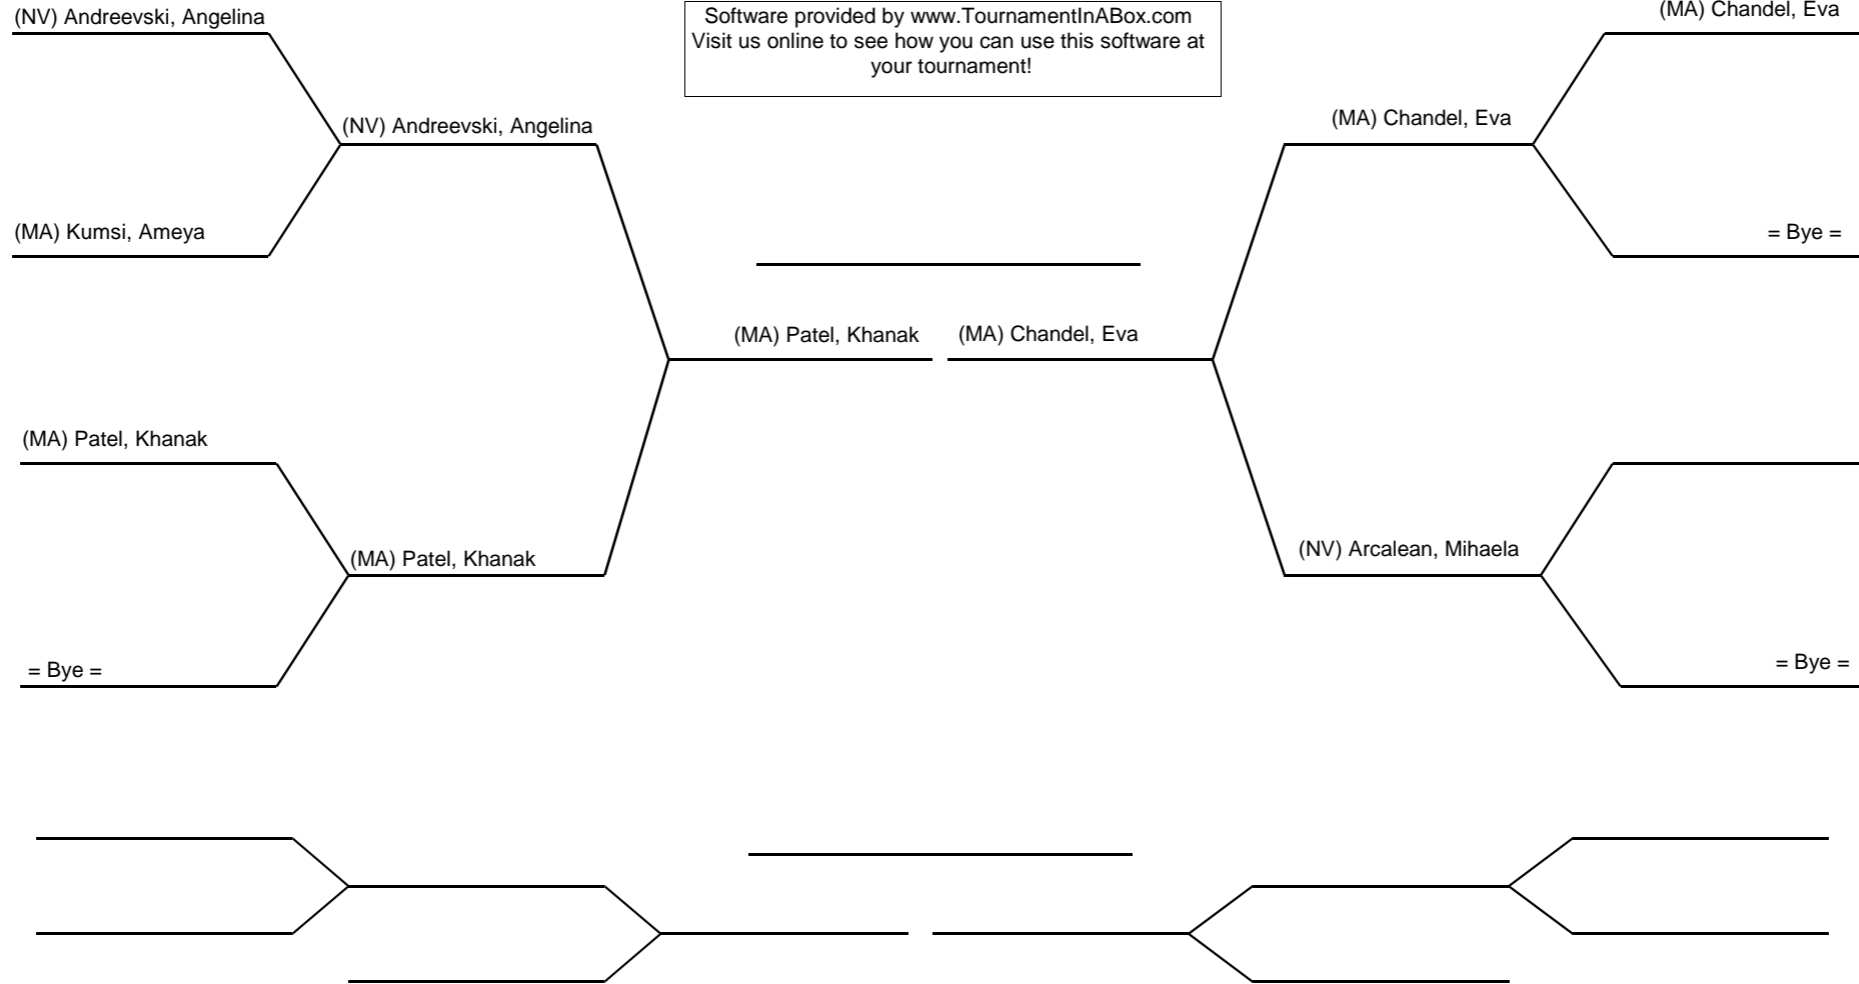 (NV) Andreevski, Angelina
Software provided by www.TournamentInABox.com
Visit us online to see how you can use this software at
your tournament!
(MA) Chandel, Eva
(NV) Andreevski, Angelina
(MA) Chandel, Eva
(MA) Kumsi, Ameya
= Bye =
(MA) Patel, Khanak
(MA) Chandel, Eva
(MA) Patel, Khanak
(MA) Patel, Khanak
(NV) Arcalean, Mihaela
= Bye =
= Bye =